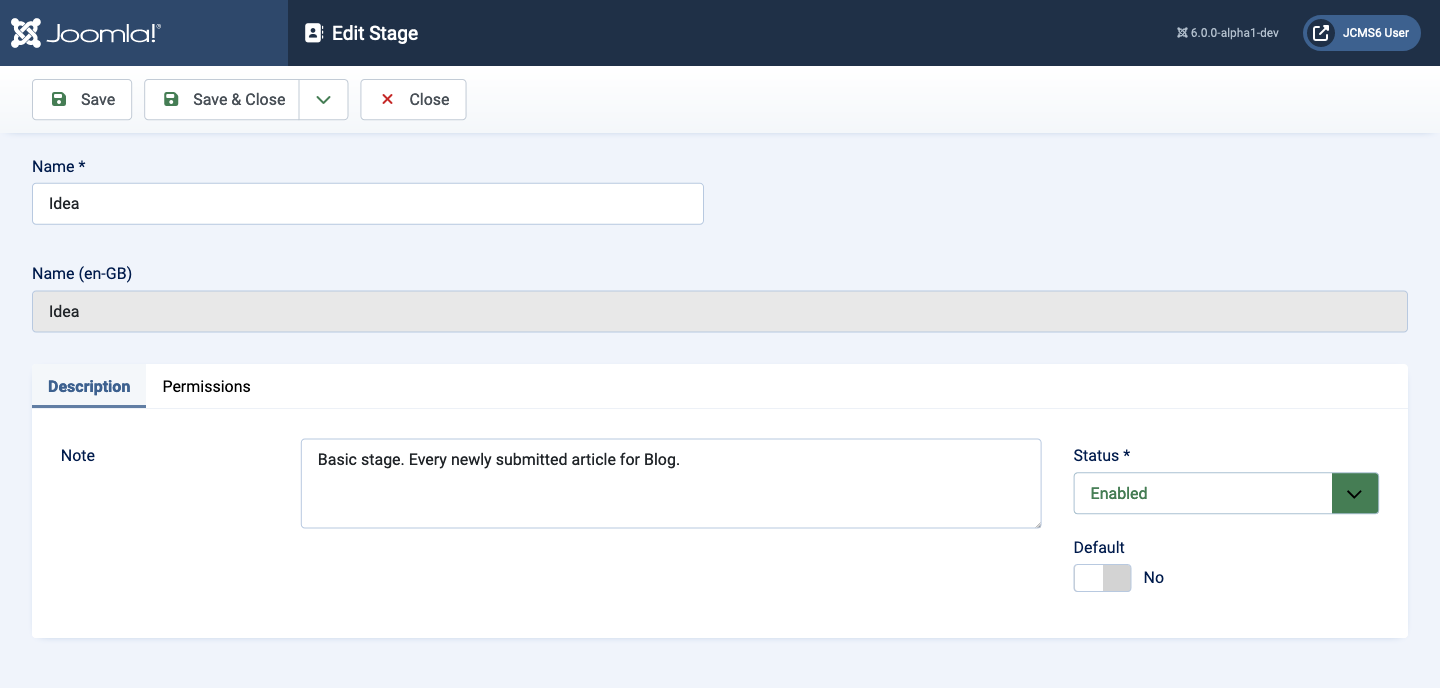 Joomla!®
Edit Stage
6.0.0-alpha1-dev
JCMS6 User
Save
Save & Close
Close
Name *
Idea
Name (en-GB)
Idea
Description
Permissions
Note
Basic stage. Every newly submitted article for Blog.
Status *
Enabled
Default
No